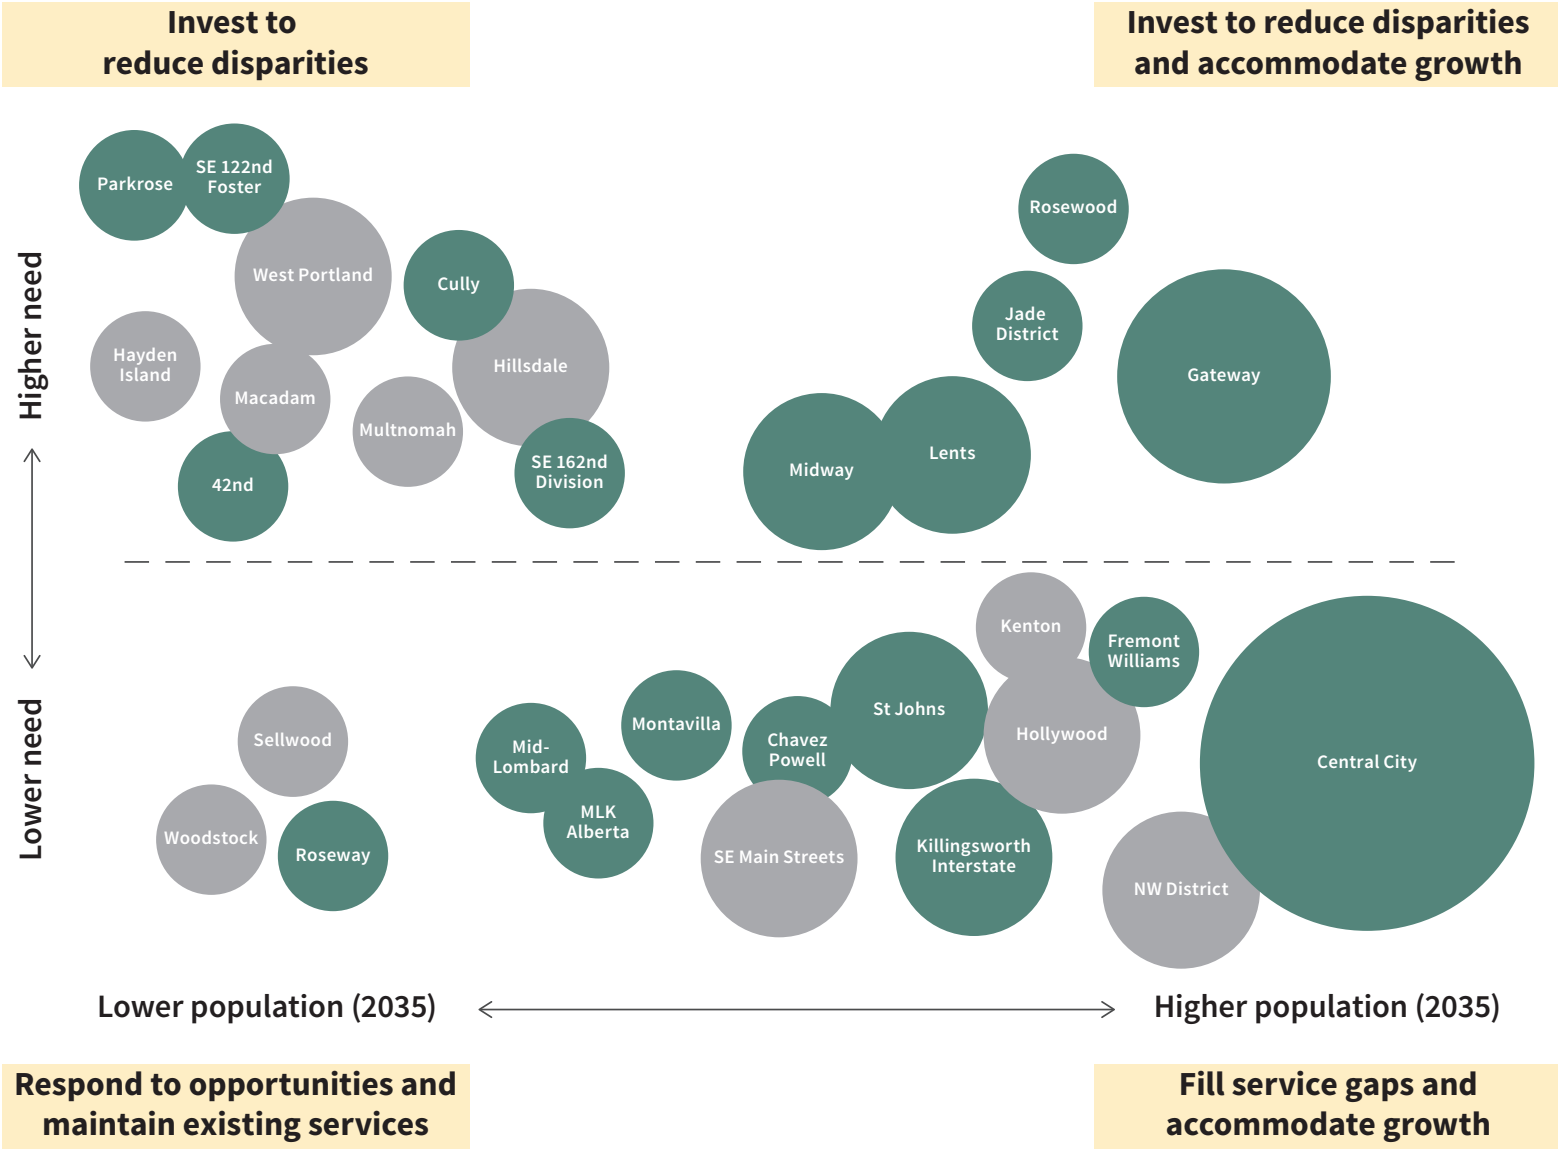 Invest to
reduce disparities
Invest to reduce disparities
and accommodate growth
Higher need
Lower need
Parkrose
SE 122nd
Foster
West Portland
Cully
Hayden
Island
Macadam
Multnomah
Hillsdale
42nd
SE 162nd
Division
Rosewood
Jade
District
Gateway
Midway
Lents
Kenton
Fremont
Williams
Sellwood
Woodstock
Roseway
Mid-
Lombard
MLK
Alberta
Montavilla
Chavez
Powell
St Johns
Hollywood
Central City
SE Main Streets
Killingsworth
Interstate
NW District
Lower population (2035)
Higher population (2035)
Respond to opportunities and
maintain existing services
Fill service gaps and
accommodate growth